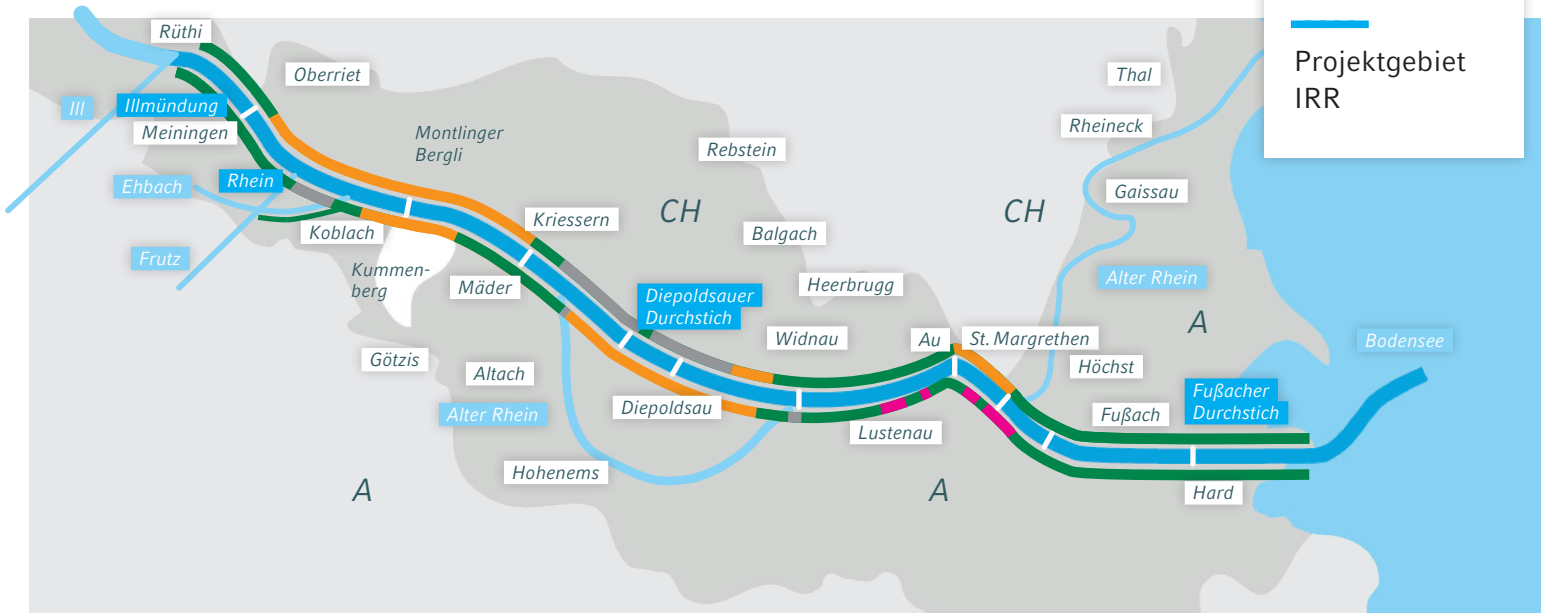 Projektgebiet
IRR
Rüthi
Oberriet
Thal
Ill
Illmündung
Meiningen
Montlinger
Bergli
Rheineck
Rebstein
Ehbach
Rhein
Gaissau
CH
CH
Kriessern
Koblach
Balgach
Frutz
Kummen-
berg
Mäder
Heerbrugg
Alter Rhein
Diepoldsauer
Durchstich
A
Widnau
Au
St. Margrethen
Bodensee
Götzis
Altach
Höchst
Diepoldsau
Alter Rhein
Fußach
Fußacher
Durchstich
Lustenau
Hohenems
A
A
Hard